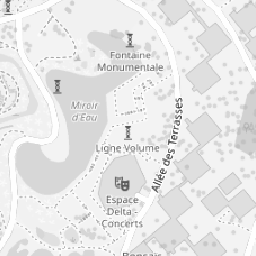 Fontaine
Monumentale
Miroir
d'Eau
Ligne Volume
Allée des Terrasses
Espace
Delta-
Concerts